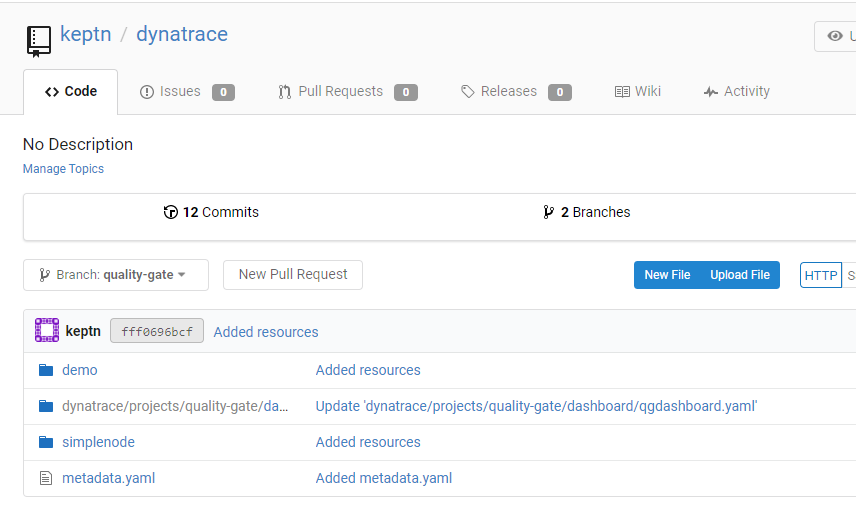 keptn / dynatrace
Code Issues 0 Pull Requests 0 Releases 0 Wiki Activity
No Description
Manage Topics
12 Commits 2 Branches
Branch: quality-gate New Pull Request New File Upload File HTTP
keptn fff0696bcf Added resources
demo Added resources
dynatrace/projects/quality-gate/da... Update 'dynatrace/projects/quality-gate/dashboard/qgdashboard.yaml'
simplenode Added resources
metadata.yaml Added metadata.yaml